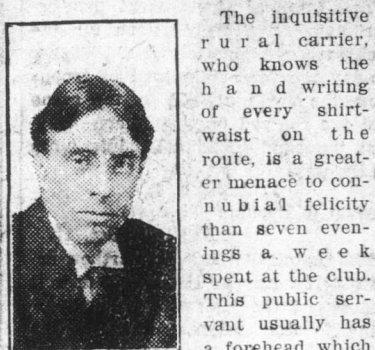 The inquisitive
rural carrier,
who knows the
hand writing
of every shirt-
waist on the
route, is a great-
er menace to con-
nubial felicity
than seven even-
ings a week
spent at the club.
This public ser-
vant usually has
a forehead which